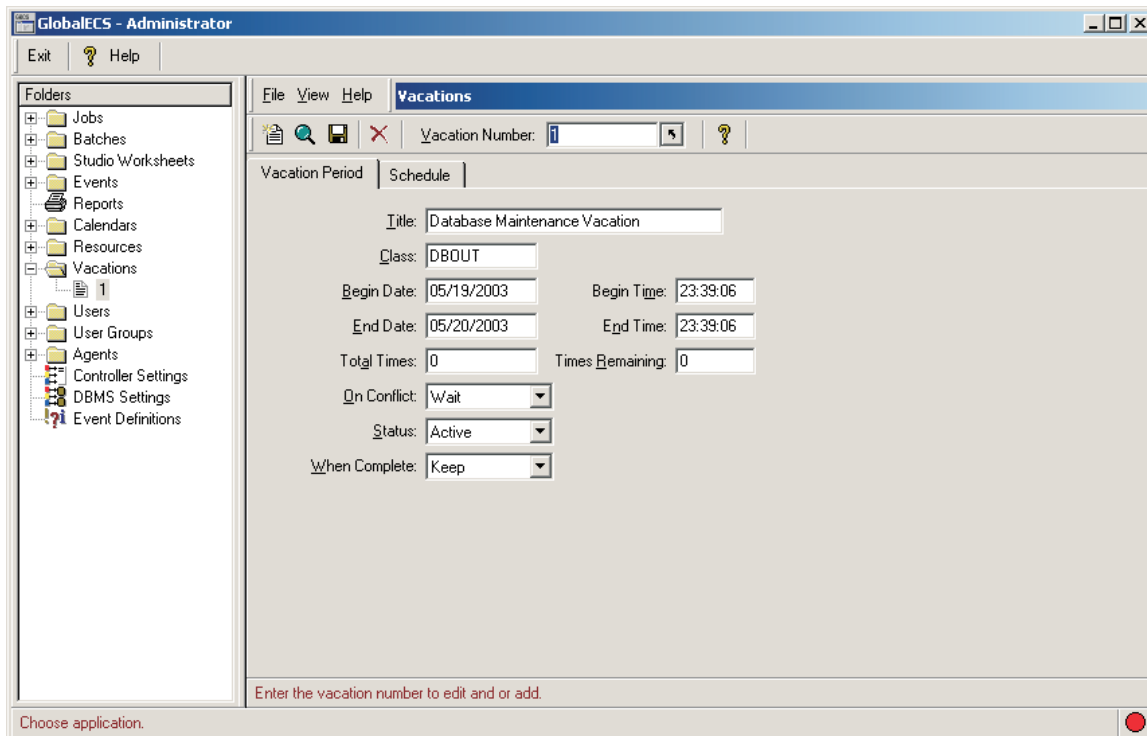 GlobalECS - Administrator
Exit Help
Folders
Jobs
Batches
Studio Worksheets
Events
Reports
Calendars
Resources
Vacations
1
Users
User Groups
Agents
Controller Settings
DBMS Settings
Event Definitions
File View Help Vacations
Vacation Number: 1
Vacation Period Schedule
Title: Database Maintenance Vacation
Class: DBOUT
Begin Date: 05/19/2003 Begin Time: 23:39:06
End Date: 05/20/2003 End Time: 23:39:06
Total Times: 0 Times Remaining: 0
On Conflict: Wait
Status: Active
When Complete: Keep
Enter the vacation number to edit and or add.
Choose application.